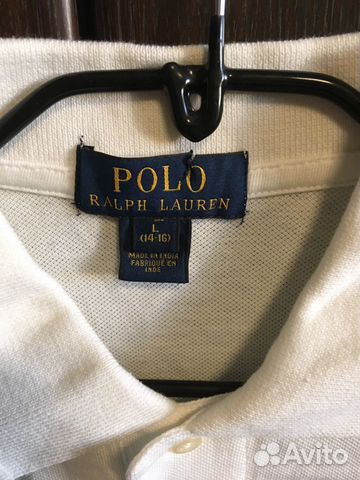 POLO
RALPH LAUREN
L
(14-16)
MADE IN INDIA
FABRIQUÉ EN
INDE
Avito